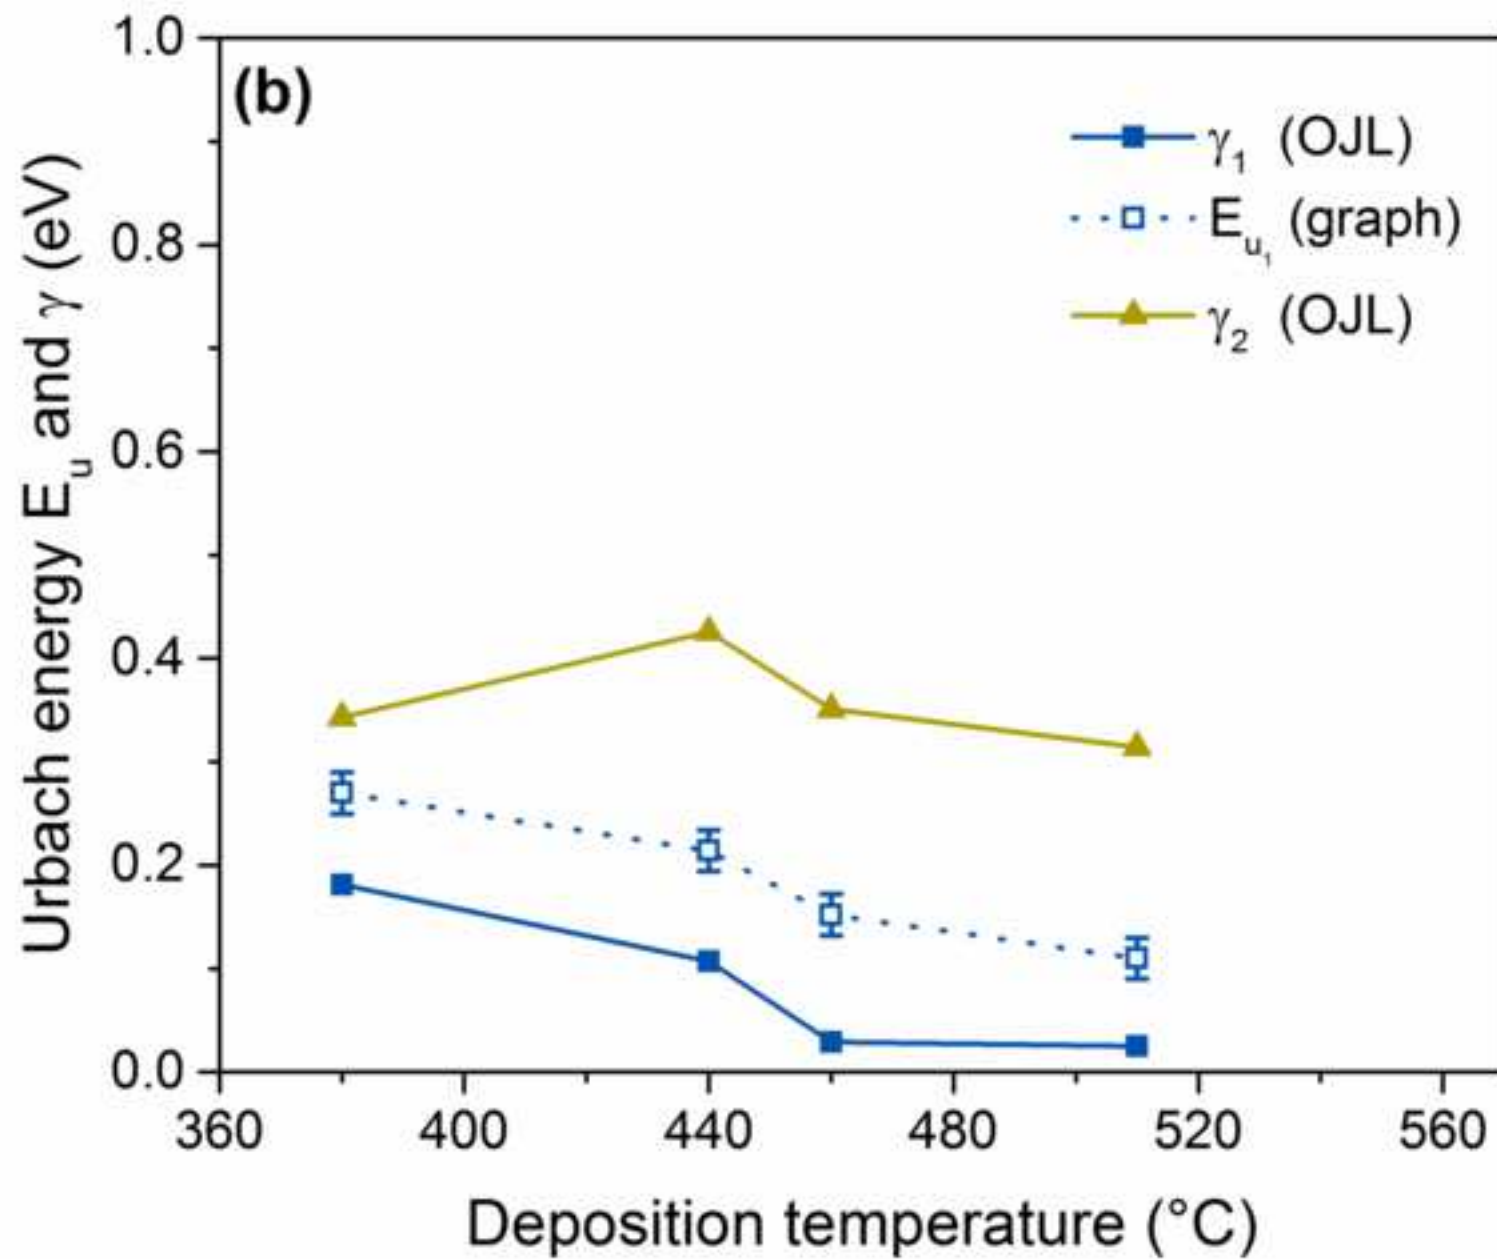 (b)
γ₁ (OJL)
Eᵤ₁ (graph)
γ₂ (OJL)
Urbach energy Eᵤ and γ (eV)
1.0
0.8
0.6
0.4
0.2
0.0
360 400 440 480 520 560
Deposition temperature (°C)